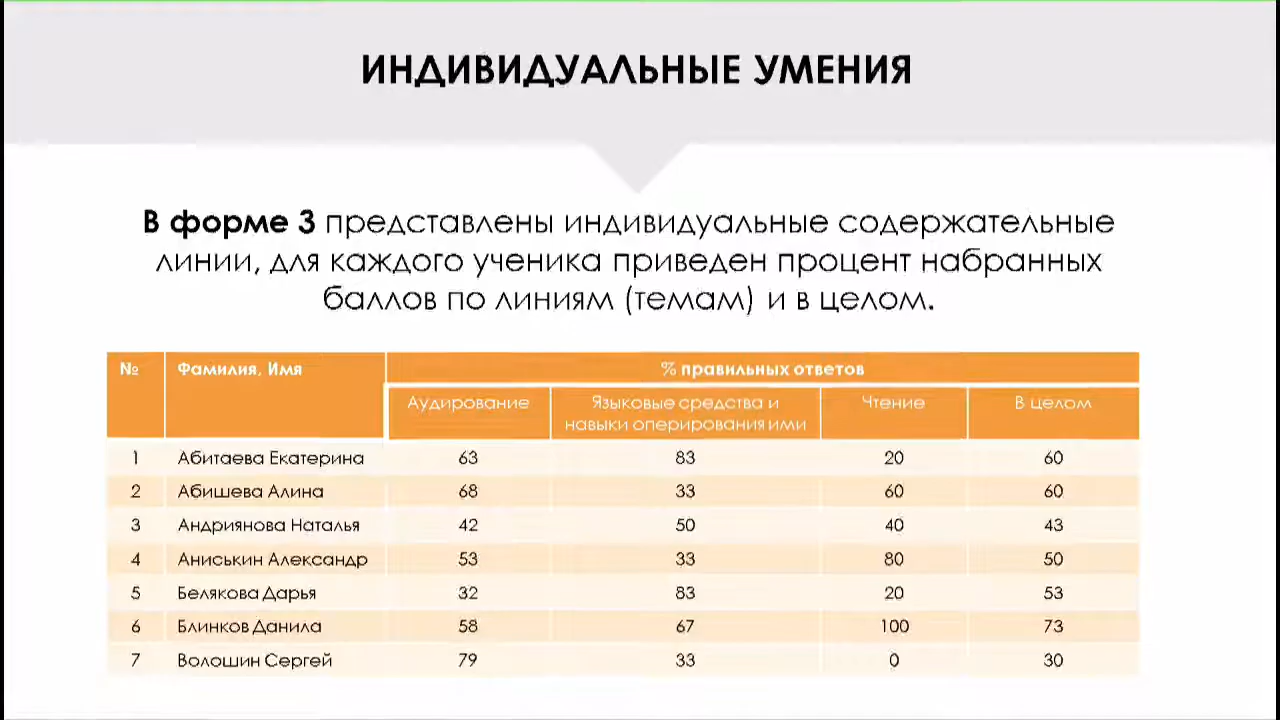 ИНДИВИДУАЛЬНЫЕ УМЕНИЯ
В форме 3 представлены индивидуальные содержательные
линии, для каждого ученика приведен процент набранных
баллов по линиям (темам) и в целом.
№ Фамилия, Имя % правильных ответов
Аудирование Языковые средства и навыки оперирования ими Чтение В целом
1 Абитаева Екатерина 63 83 20 60
2 Абишева Алина 68 33 60 60
3 Андриянова Наталья 42 50 40 43
4 Аниськин Александр 53 33 80 50
5 Белякова Дарья 32 83 20 53
6 Блинков Данила 58 67 100 73
7 Волошин Сергей 79 33 0 30